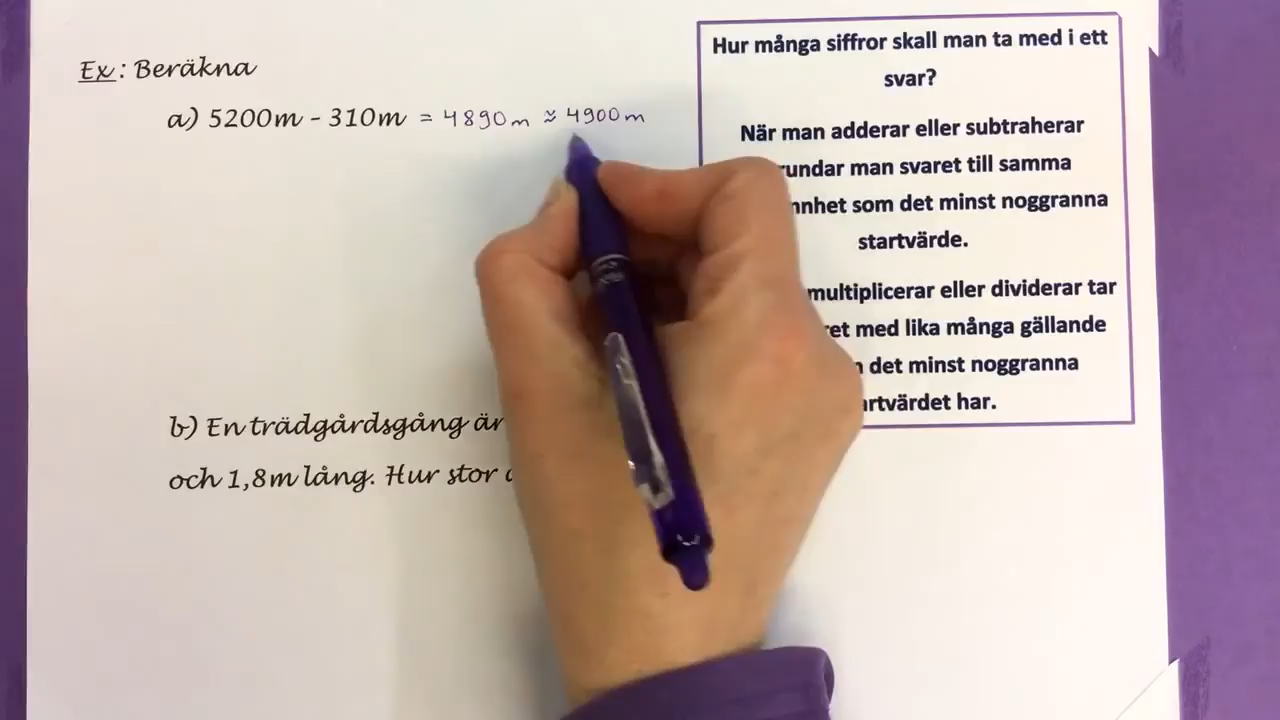 Ex: Beräkna
a) 5200m - 310m = 4890m ≈ 4900m
b) En trädgårdsgång är
och 1,8m lång. Hur stor
Hur många siffror skall man ta med i ett
svar?
När man adderar eller subtraherar
man svaret till samma
som det minst noggranna
startvärde.
multiplicerar eller dividerar tar
med lika många gällande
det minst noggranna
har.